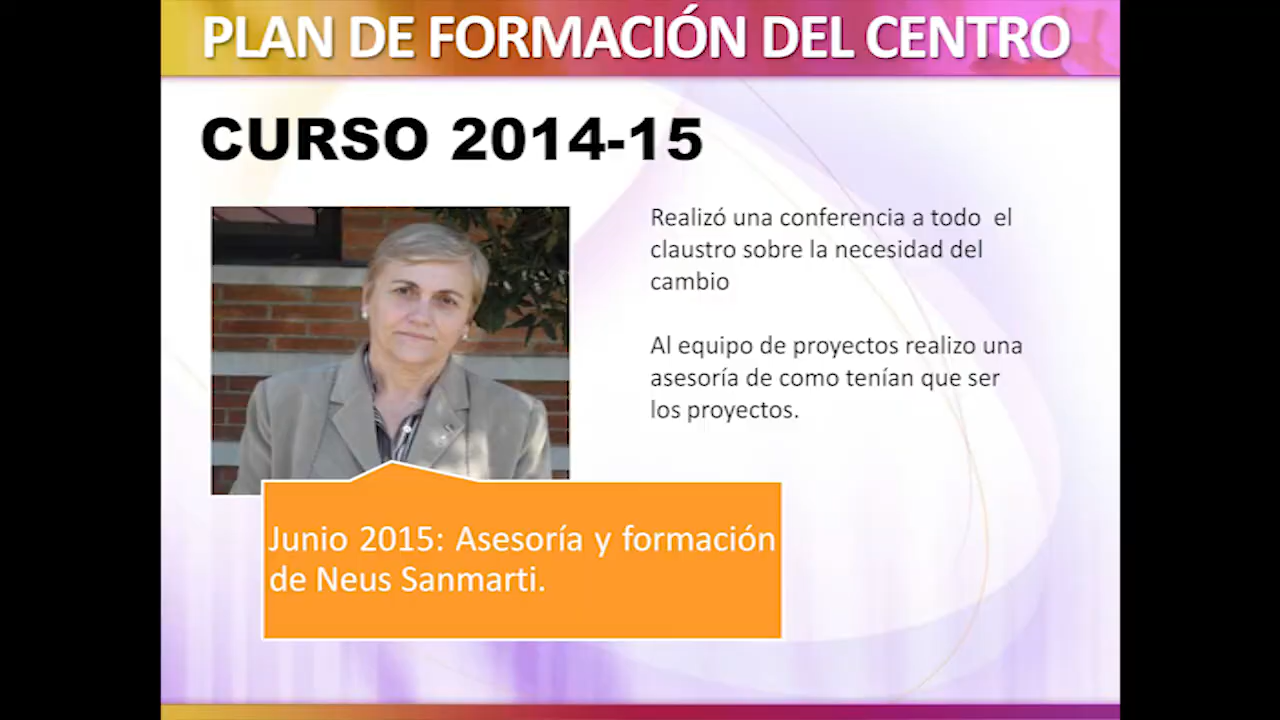 PLAN DE FORMACIÓN DEL CENTRO
CURSO 2014-15
Realizó una conferencia a todo  el
claustro sobre la necesidad del
cambio
Al equipo de proyectos realizo una
asesoría de como tenían que ser
los proyectos.
Junio 2015: Asesoría y formación
de Neus Sanmarti.